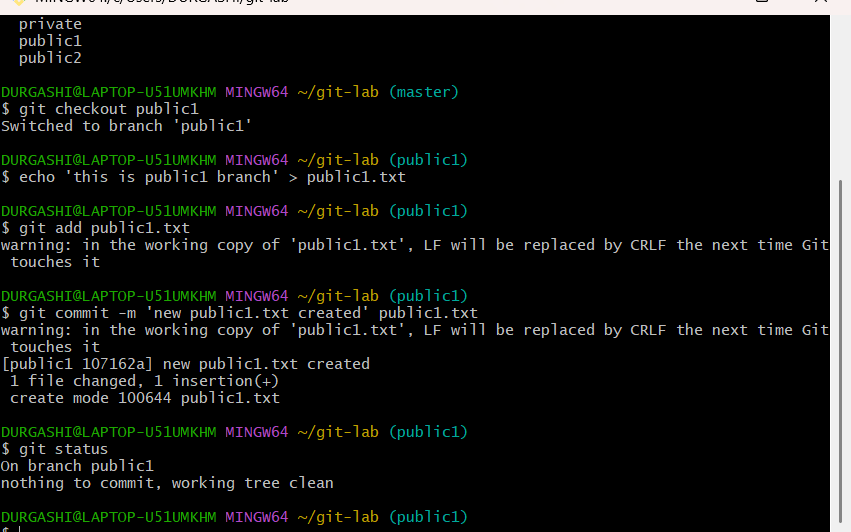 MINGW64:/c/Users/DURGASHI/git-lab
private
public1
public2
DURGASHI@LAPTOP-U51UMKHM MINGW64 ~/git-lab (master)
$ git checkout public1
Switched to branch 'public1'
DURGASHI@LAPTOP-U51UMKHM MINGW64 ~/git-lab (public1)
$ echo 'this is public1 branch' > public1.txt
DURGASHI@LAPTOP-U51UMKHM MINGW64 ~/git-lab (public1)
$ git add public1.txt
warning: in the working copy of 'public1.txt', LF will be replaced by CRLF the next time Git
touches it
DURGASHI@LAPTOP-U51UMKHM MINGW64 ~/git-lab (public1)
$ git commit -m 'new public1.txt created' public1.txt
warning: in the working copy of 'public1.txt', LF will be replaced by CRLF the next time Git
touches it
[public1 107162a] new public1.txt created
1 file changed, 1 insertion(+)
create mode 100644 public1.txt
DURGASHI@LAPTOP-U51UMKHM MINGW64 ~/git-lab (public1)
$ git status
On branch public1
nothing to commit, working tree clean
DURGASHI@LAPTOP-U51UMKHM MINGW64 ~/git-lab (public1)
$